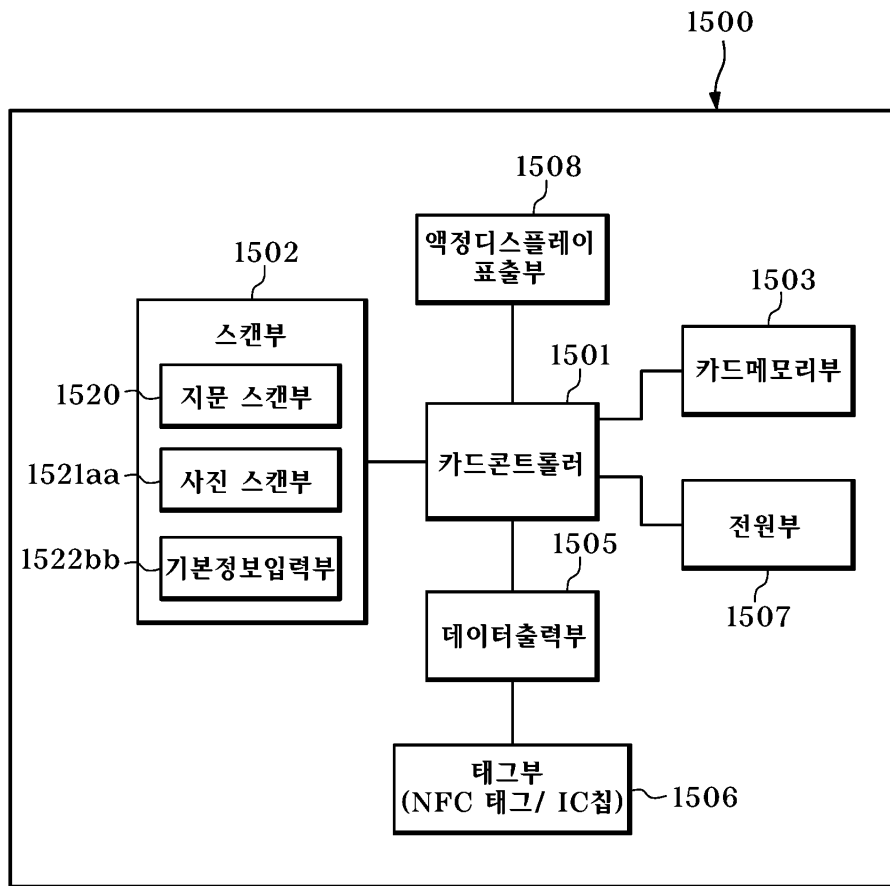 1500
1508
액정디스플레이
표출부
1502
스캔부
1503
카드메모리부
1520
지문 스캔부
1501
카드콘트롤러
1521aa
사진 스캔부
전원부
1507
1522bb
기본정보입력부
1505
데이터출력부
태그부
(NFC 태그/ IC칩)
1506